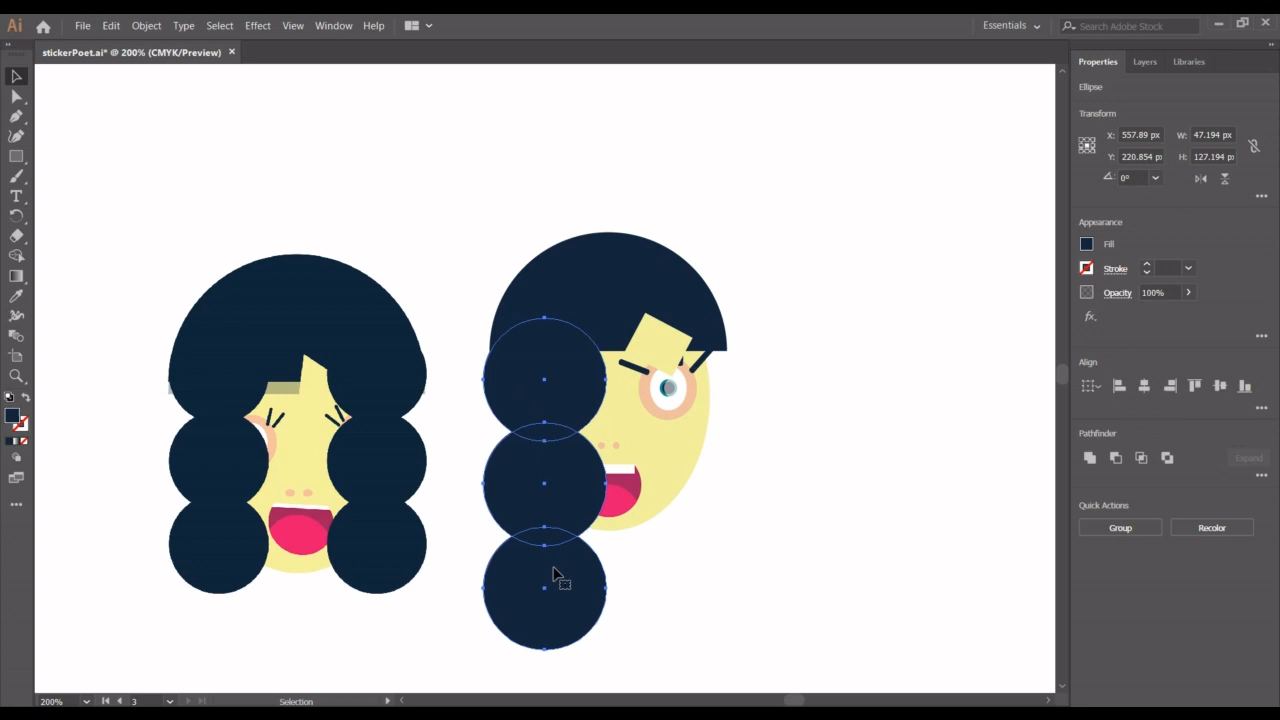 Ai File Edit Object Type Select Effect View Window Help Essentials Search Adobe Stock
stickerPoet.ai* @ 200% (CMYK/Preview) ×
Properties Layers Libraries
Ellipse
Transform
X: 557.89 px W: 47.194 px
Y: 220.854 p H: 127.194 px
0°
Appearance
Fill
Stroke
Opacity 100%
fx
Align
Pathfinder
Expand
Quick Actions
Group Recolor
200% 3 Selection